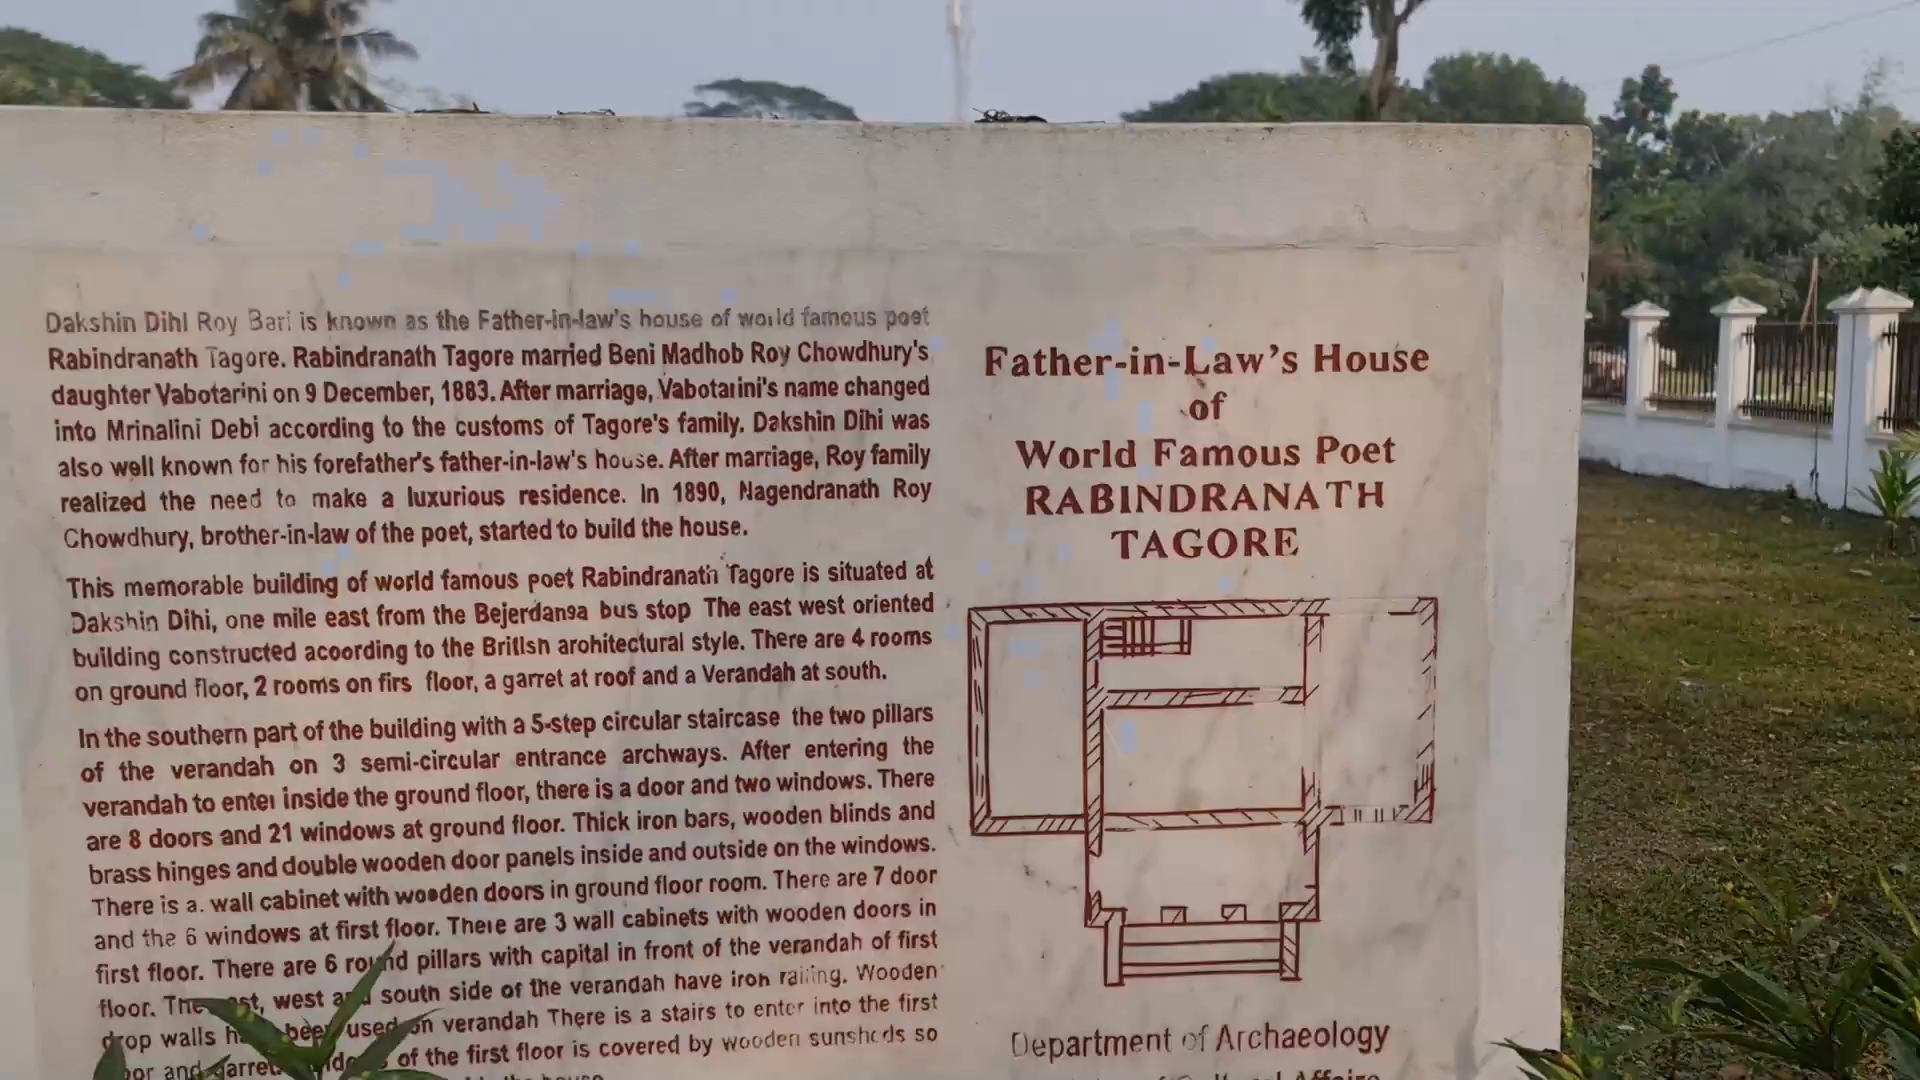 Dakshin Dihi Roy Bari is known as the Father-in-law's house of world famous poet
Rabindranath Tagore. Rabindranath Tagore married Beni Madhob Roy Chowdhury's
daughter Vabotarini on 9 December, 1883. After marriage, Vabotarini's name changed
into Mrinalini Debi according to the customs of Tagore's family. Dakshin Dihi was
also well known for his forefather's father-in-law's house. After marriage, Roy family
realized the need to make a luxurious residence. In 1890, Nagendranath Roy
Chowdhury, brother-in-law of the poet, started to build the house.
This memorable building of world famous poet Rabindranath Tagore is situated at
Dakshin Dihi, one mile east from the Bejerdanga bus stop The east west oriented
building constructed acoording to the British arohitectural style. There are 4 rooms
on ground floor, 2 rooms on firs floor, a garret at roof and a Verandah at south.
In the southern part of the building with a 5-step circular staircase the two pillars
of the verandah on 3 semi-circular entrance archways. After entering the
verandah to enter inside the ground floor, there is a door and two windows. There
are 8 doors and 21 windows at ground floor. Thick iron bars, wooden blinds and
brass hinges and double wooden door panels inside and outside on the windows.
There is a. wall cabinet with wooden doors in ground floor room. There are 7 door
and the 6 windows at first floor. There are 3 wall cabinets with wooden doors in
first floor. There are 6 round pillars with capital in front of the verandah of first
floor. The west and south side of the verandah have iron railing. Wooden
drop walls been used on verandah There is a stairs to enter into the first
and garret of the first floor is covered by wooden sunsheds so
the house
Father-in-Law's House
of
World Famous Poet
RABINDRANATH
TAGORE
Department of Archaeology
of Cultural Affairs